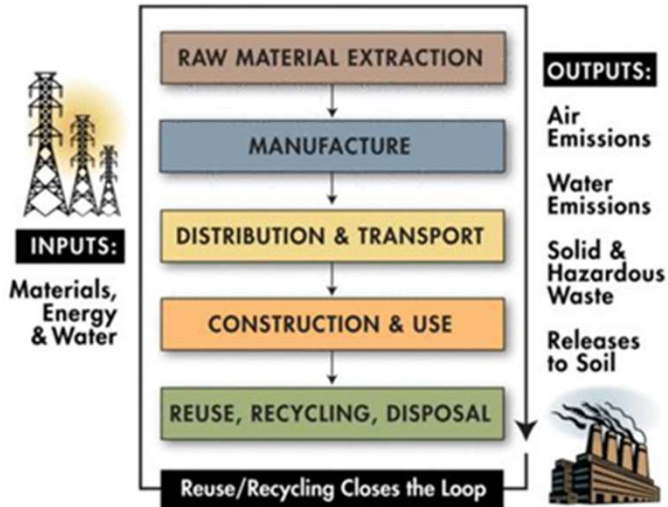 RAW MATERIAL EXTRACTION
MANUFACTURE
DISTRIBUTION & TRANSPORT
CONSTRUCTION & USE
REUSE, RECYCLING, DISPOSAL
Reuse/Recycling Closes the Loop
INPUTS:
Materials,
Energy
& Water
OUTPUTS:
Air
Emissions
Water
Emissions
Solid &
Hazardous
Waste
Releases
to Soil